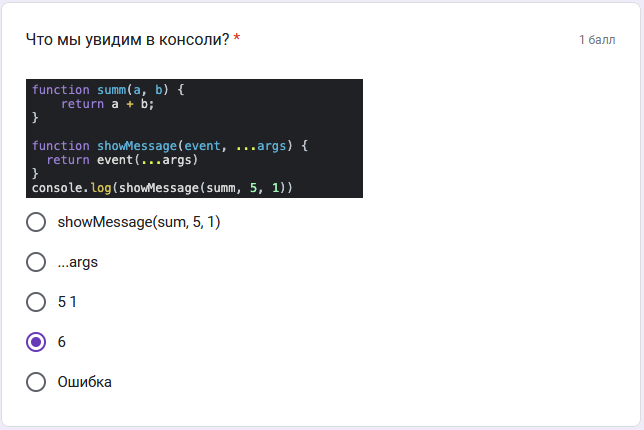 Что мы увидим в консоли? *
1 балл
function summ(a, b) {
    return a + b;
}
function showMessage(event, ...args) {
  return event(...args)
}
console.log(showMessage(summ, 5, 1))
showMessage(sum, 5, 1)
...args
5 1
6
Ошибка